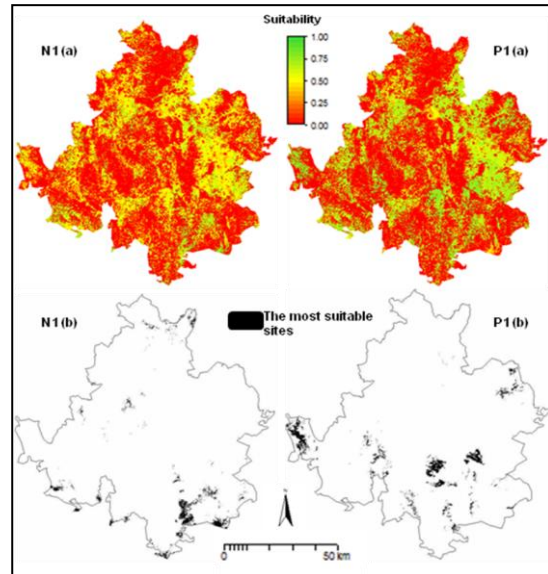 Suitability
N1(a)
1.00
0.75
0.50
0.25
0.00
P1(a)
N1(b)
The most suitable
sites
P1(b)
0
50 km